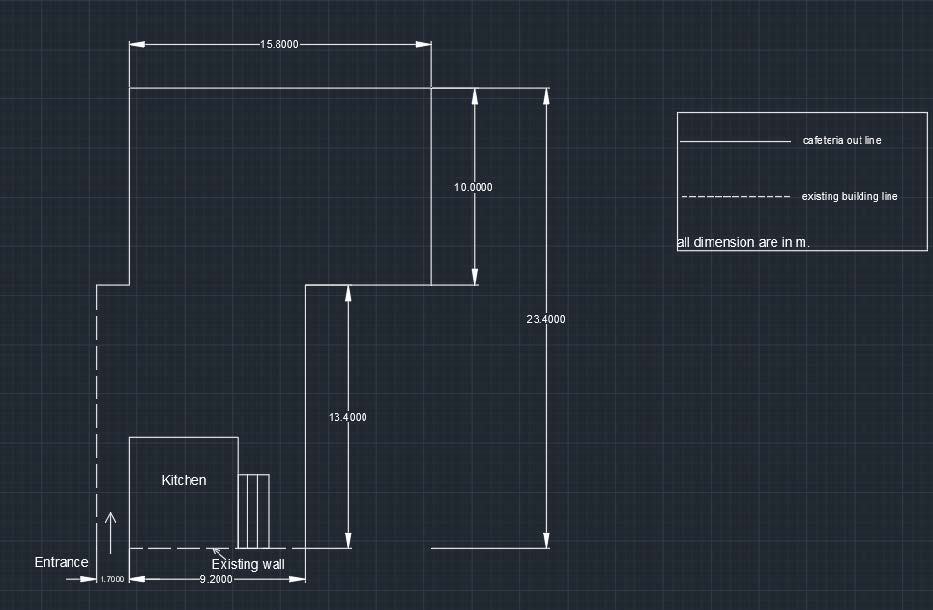 15.8000
cafeteria out line
10.0000
existing building line
all dimension are in m.
23.4000
13.4000
Kitchen
Entrance
Existing wall
1.7000
9.2000